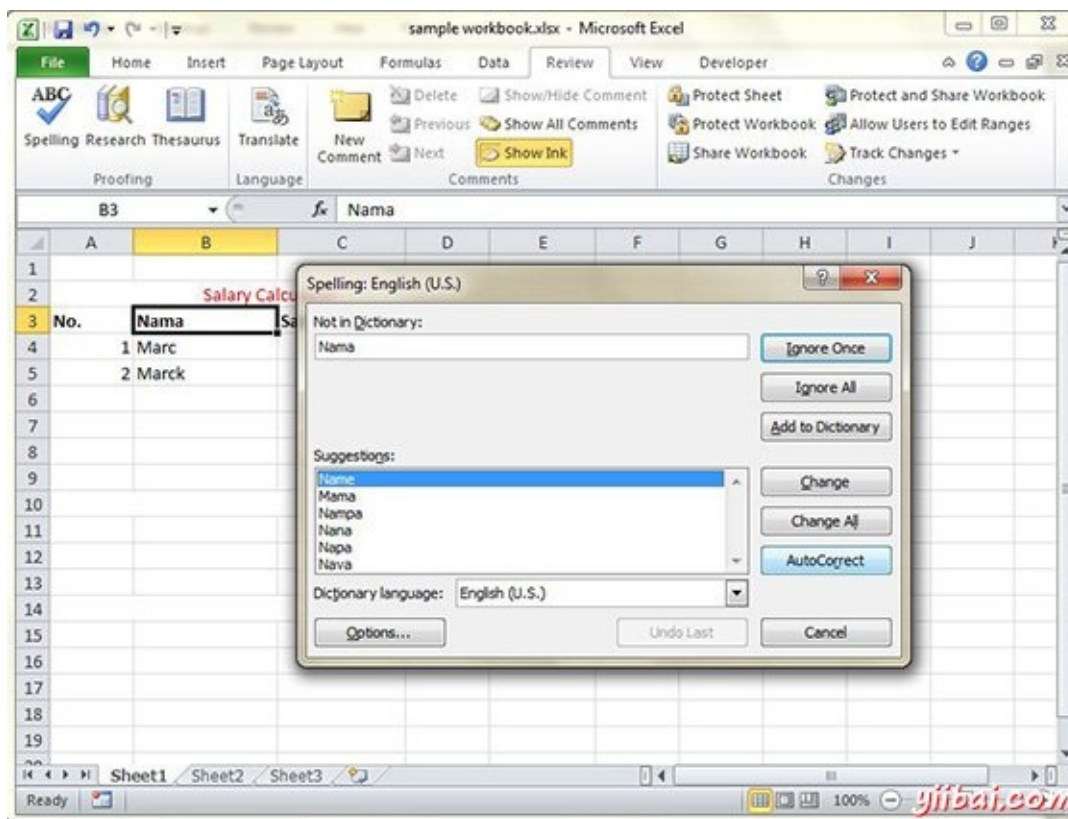 sample workbook.xlsx - Microsoft Excel
File Home Insert Page Layout Formulas Data Review View Developer
ABC
Spelling Research Thesaurus Translate New Comment
Delete Show/Hide Comment
Previous Show All Comments
Next Show Ink
Protect Sheet Protect and Share Workbook
Protect Workbook Allow Users to Edit Ranges
Share Workbook Track Changes
Proofing Language Comments Changes
B3 fx Nama
A B C D E F G H I J
1
2 Salary Calcu
3 No. Nama Sa
4 1 Marc
5 2 Marck
6
7
8
9
10
11
12
13
14
15
16
17
18
19
Spelling: English (U.S.)
Not in Dictionary:
Nama
Ignore Once
Ignore All
Add to Dictionary
Suggestions:
Name
Mama
Nampa
Nana
Napa
Nava
Change
Change All
AutoCorrect
Dictionary language: English (U.S.)
Options... Undo Last Cancel
Sheet1 Sheet2 Sheet3
Ready 100%
yiibai.com